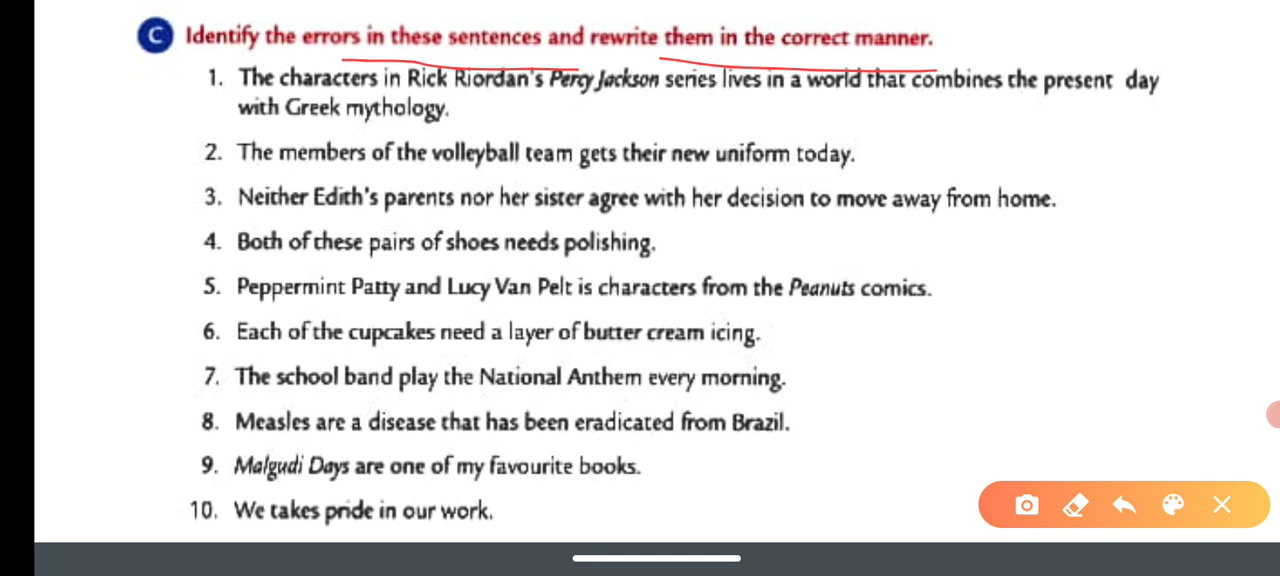 C Identify the errors in these sentences and rewrite them in the correct manner.
1. The characters in Rick Riordan's Percy Jackson series lives in a world that combines the present day
with Greek mythology.
2. The members of the volleyball team gets their new uniform today.
3. Neither Edith's parents nor her sister agree with her decision to move away from home.
4. Both of these pairs of shoes needs polishing.
5. Peppermint Patty and Lucy Van Pelt is characters from the Peanuts comics.
6. Each of the cupcakes need a layer of butter cream icing.
7. The school band play the National Anthem every morning.
8. Measles are a disease that has been eradicated from Brazil.
9. Malgudi Days are one of my favourite books.
10. We takes pride in our work.